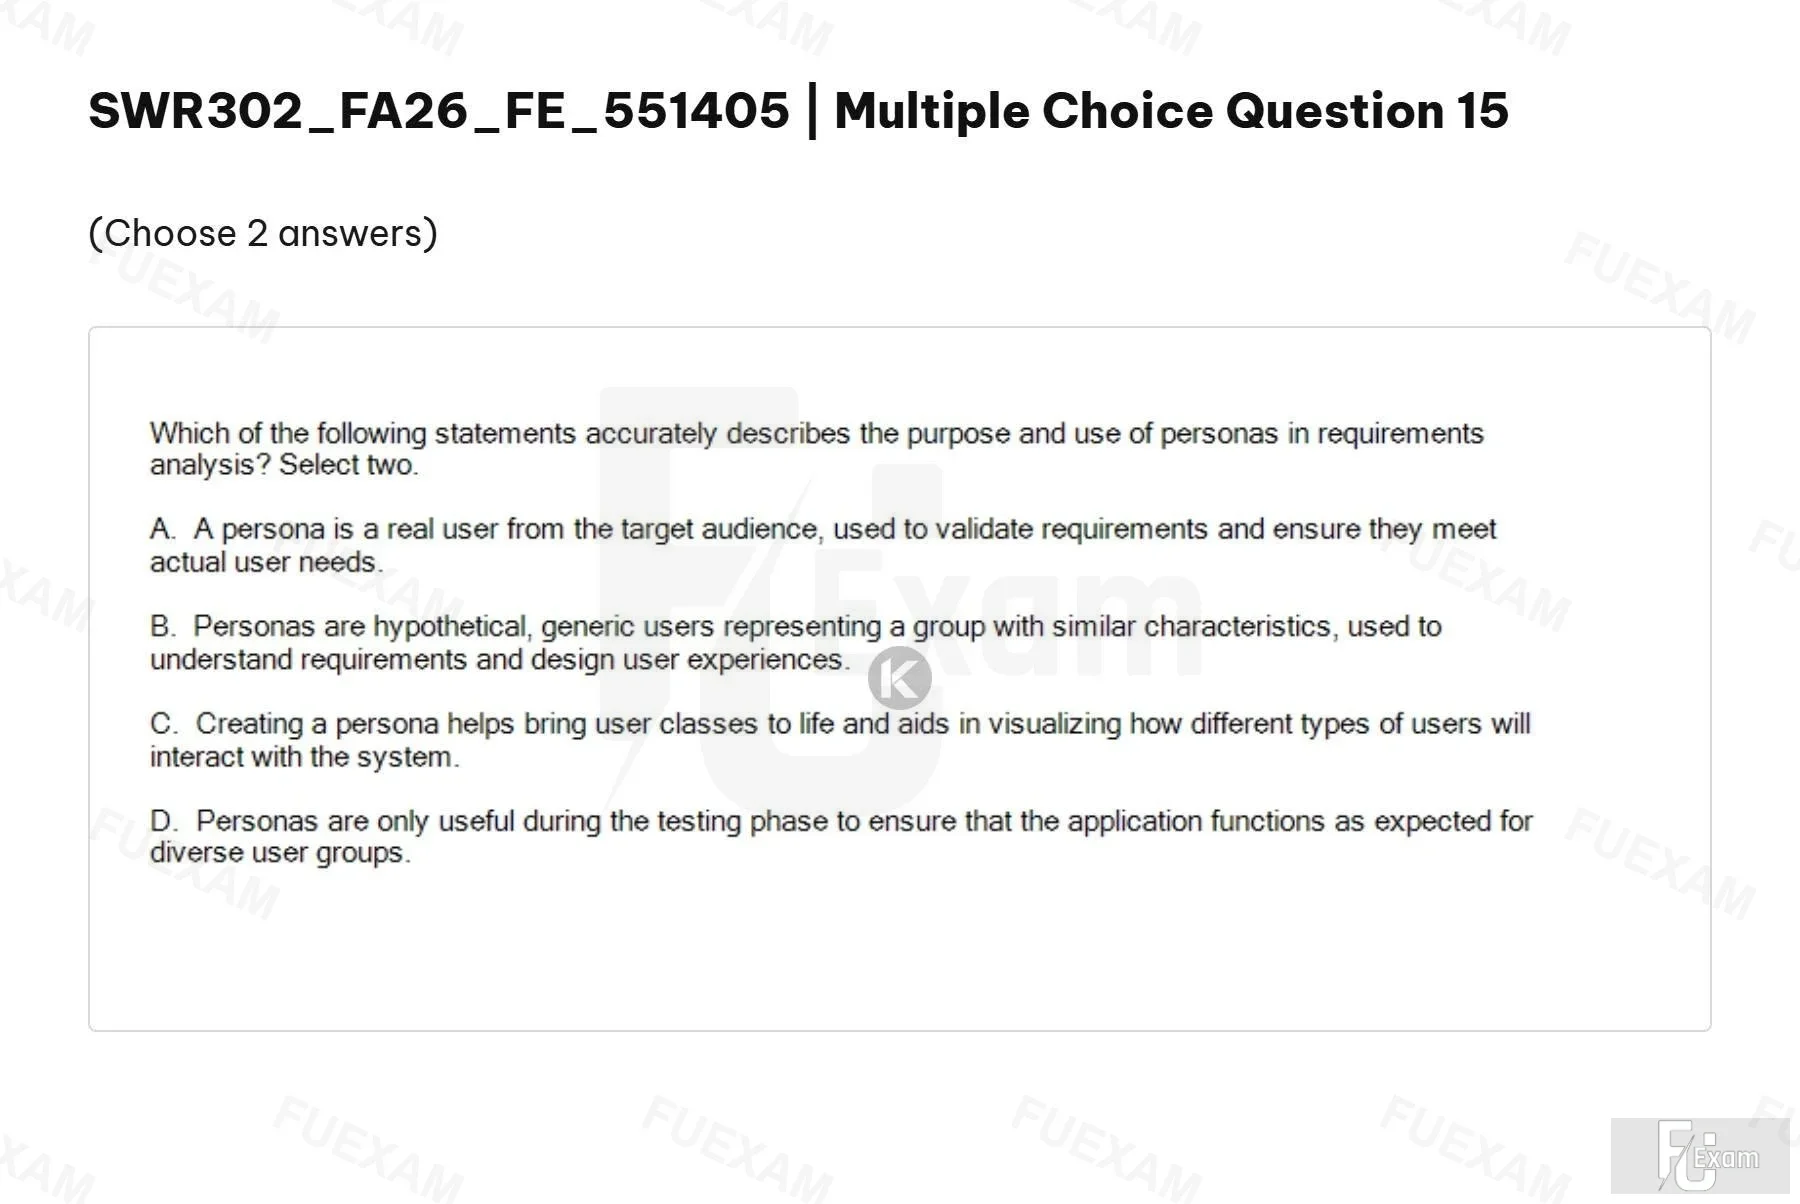 SWR302_FA26_FE_551405 | Multiple Choice Question 15
(Choose 2 answers)
Which of the following statements accurately describes the purpose and use of personas in requirements
analysis? Select two.
A. A persona is a real user from the target audience, used to validate requirements and ensure they meet
actual user needs.
B. Personas are hypothetical, generic users representing a group with similar characteristics, used to
understand requirements and design user experiences.
C. Creating a persona helps bring user classes to life and aids in visualizing how different types of users will
interact with the system.
D. Personas are only useful during the testing phase to ensure that the application functions as expected for
diverse user groups.
FUEXAM
K
FU Exam